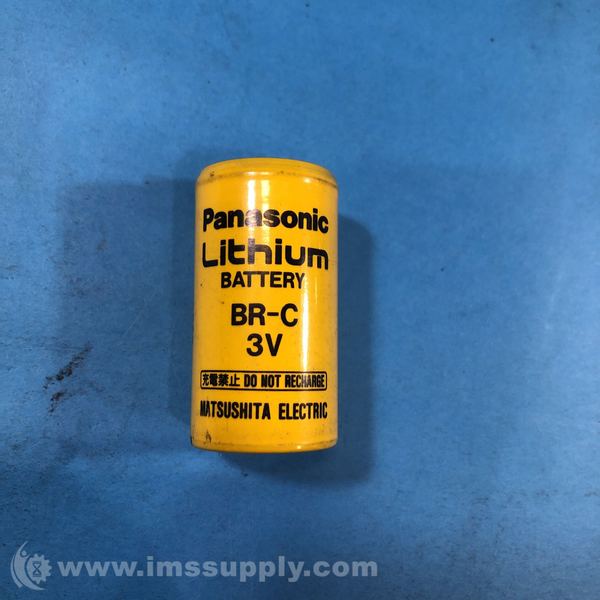 Panasonic
Lithium
BATTERY
BR-C
3V
充電禁止 DO NOT RECHARGE
MATSUSHITA ELECTRIC
www.imssupply.com